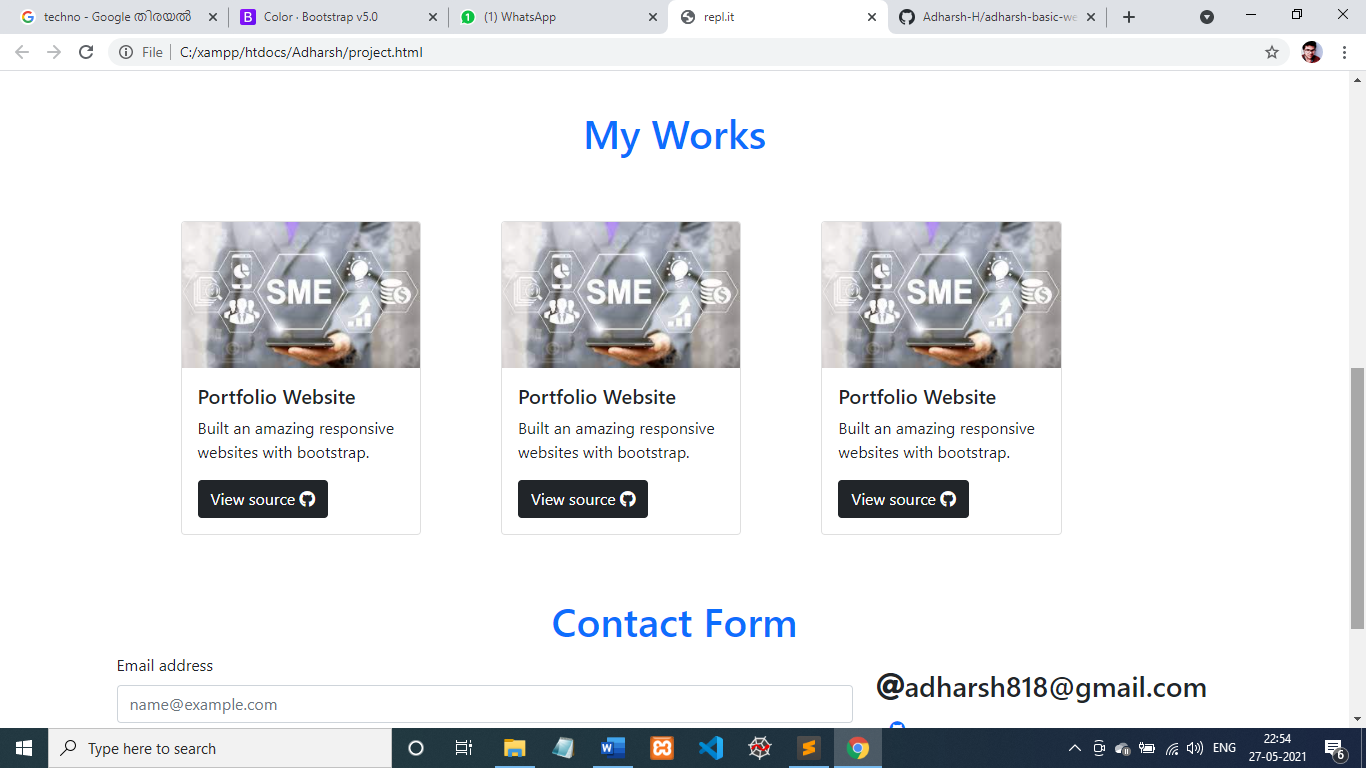 techno - Google തിരയൽ
Color · Bootstrap v5.0
(1) WhatsApp
repl.it
Adharsh-H/adharsh-basic-we
File
C:/xampp/htdocs/Adharsh/project.html
My Works
SME
SME
SME
Portfolio Website
Built an amazing responsive
websites with bootstrap.
View source
Portfolio Website
Built an amazing responsive
websites with bootstrap.
View source
Portfolio Website
Built an amazing responsive
websites with bootstrap.
View source
Contact Form
Email address
name@example.com
@adharsh818@gmail.com
Type here to search
ENG
22:54
27-05-2021
6